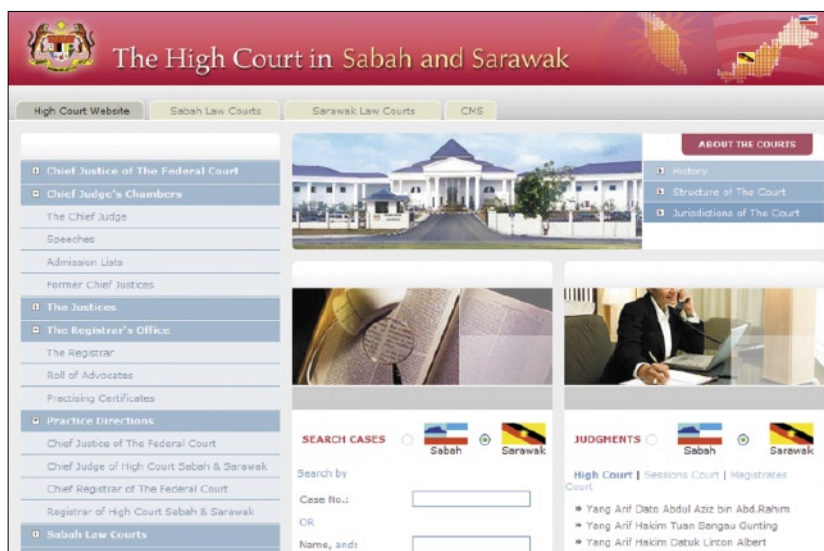 The High Court in Sabah and Sarawak
High Court Website
Sabah Law Courts
Sarawak Law Courts
CMS
Chief Justice of The Federal Court
Chief Judge's Chambers
The Chief Judge
Speeches
Admission Lists
Former Chief Justices
The Justices
The Registrar's Office
The Registrar
Roll of Advocates
Practising Certificates
Practice Directions
Chief Justice of The Federal Court
Chief Judge of High Court Sabah & Sarawak
Chief Registrar of The Federal Court
Registrar of High Court Sabah & Sarawak
Sabah Law Courts
ABOUT THE COURTS
History
Structure of The Court
Jurisdictions of The Court
SEARCH CASES
Sabah
Sarawak
Search by
Case No.:
OR
Name, and:
JUDGMENTS
Sabah
Sarawak
High Court | Sessions Court | Magistrates
Court
» Yang Arif Dato Abdul Aziz bin Abd.Rahim
» Yang Arif Hakim Tuan Sangau Gunting
» Yang Arif Hakim Datuk Linton Albert